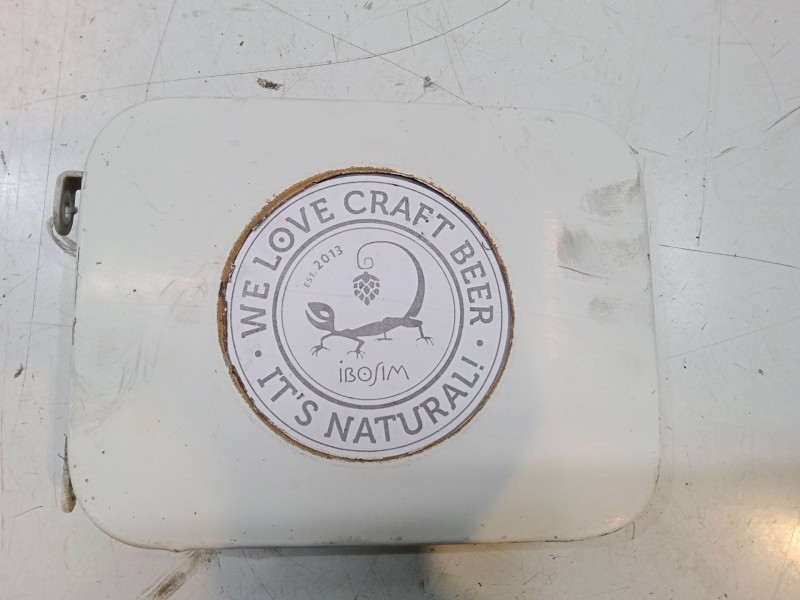 WE LOVE CRAFT BEER
EST. 2013
iBOSIM
· IT'S NATURAL! ·